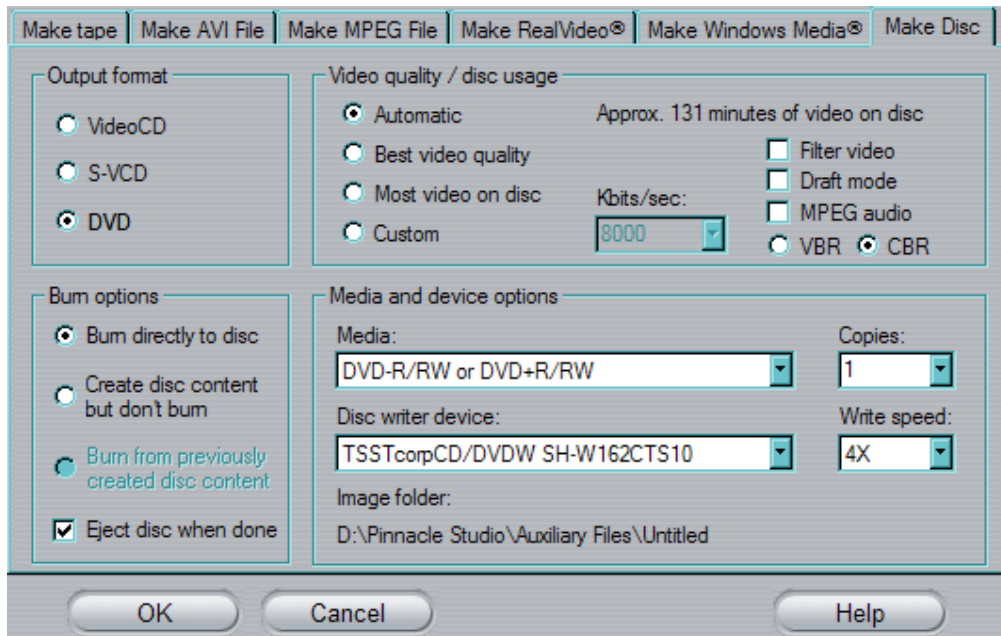 Make tape
Make AVI File
Make MPEG File
Make RealVideo®
Make Windows Media®
Make Disc
Output format
VideoCD
S-VCD
DVD
Video quality / disc usage
Automatic
Approx. 131 minutes of video on disc
Best video quality
Filter video
Draft mode
Most video on disc
Kbits/sec:
MPEG audio
Custom
8000
VBR
CBR
Burn options
Burn directly to disc
Create disc content
but don't burn
Burn from previously
created disc content
Eject disc when done
Media and device options
Media:
Copies:
DVD-R/RW or DVD+R/RW
1
Disc writer device:
Write speed:
TSSTcorpCD/DVDW SH-W162CTS10
4X
Image folder:
D:\Pinnacle Studio\Auxiliary Files\Untitled
OK
Cancel
Help